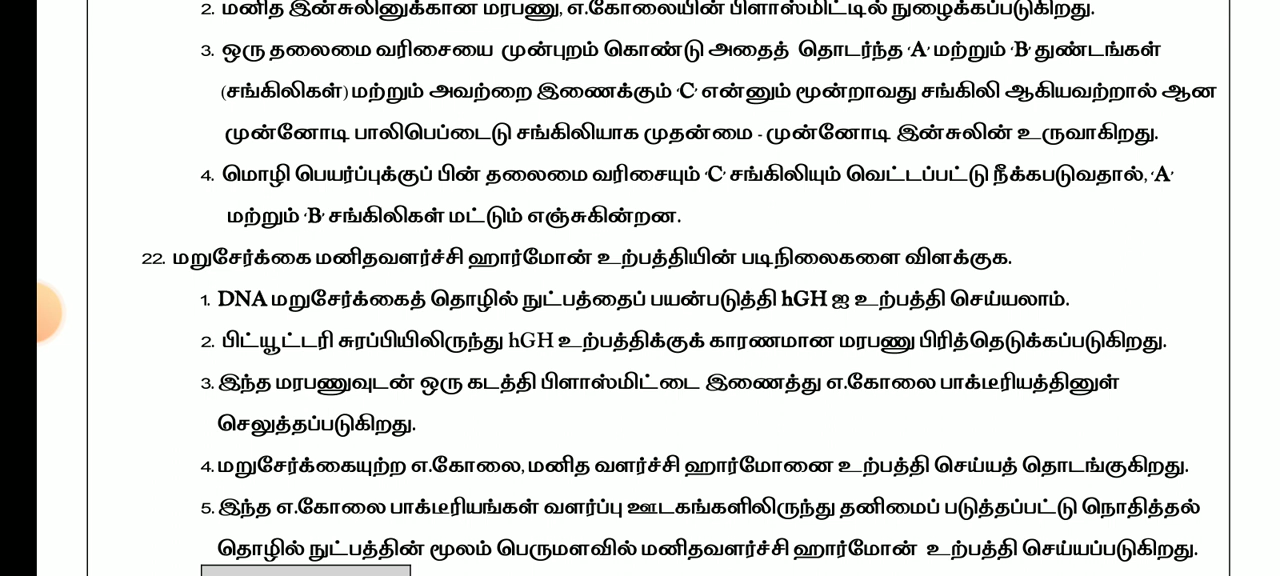 2. மனித இன்சுலினுக்கான மரபணு, எ.கோலையின் பிளாஸ்மிட்டில் நுழைக்கப்படுகிறது.
3. ஒரு தலைமை வரிசையை முன்புறம் கொண்டு அதைத் தொடர்ந்த 'A' மற்றும் 'B' துண்டங்கள்
(சங்கிலிகள்) மற்றும் அவற்றை இணைக்கும் 'C' என்னும் மூன்றாவது சங்கிலி ஆகியவற்றால் ஆன
முன்னோடி பாலிபெப்டைடு சங்கிலியாக முதன்மை - முன்னோடி இன்சுலின் உருவாகிறது.
4. மொழி பெயர்ப்புக்குப் பின் தலைமை வரிசையும் 'C' சங்கிலியும் வெட்டப்பட்டு நீக்கபடுவதால், 'A'
மற்றும் 'B' சங்கிலிகள் மட்டும் எஞ்சுகின்றன.
22. மறுசேர்க்கை மனிதவளர்ச்சி ஹார்மோன் உற்பத்தியின் படிநிலைகளை விளக்குக.
1. DNA மறுசேர்க்கைத் தொழில் நுட்பத்தைப் பயன்படுத்தி hGH ஐ உற்பத்தி செய்யலாம்.
2. பிட்யூட்டரி சுரப்பியிலிருந்து hGH உற்பத்திக்குக் காரணமான மரபணு பிரித்தெடுக்கப்படுகிறது.
3. இந்த மரபணுவுடன் ஒரு கடத்தி பிளாஸ்மிட்டை இணைத்து எ.கோலை பாக்டீரியத்தினுள்
செலுத்தப்படுகிறது.
4. மறுசேர்க்கையுற்ற எ.கோலை, மனித வளர்ச்சி ஹார்மோனை உற்பத்தி செய்யத் தொடங்குகிறது.
5. இந்த எ.கோலை பாக்டீரியங்கள் வளர்ப்பு ஊடகங்களிலிருந்து தனிமைப் படுத்தப்பட்டு நொதித்தல்
தொழில் நுட்பத்தின் மூலம் பெருமளவில் மனிதவளர்ச்சி ஹார்மோன் உற்பத்தி செய்யப்படுகிறது.